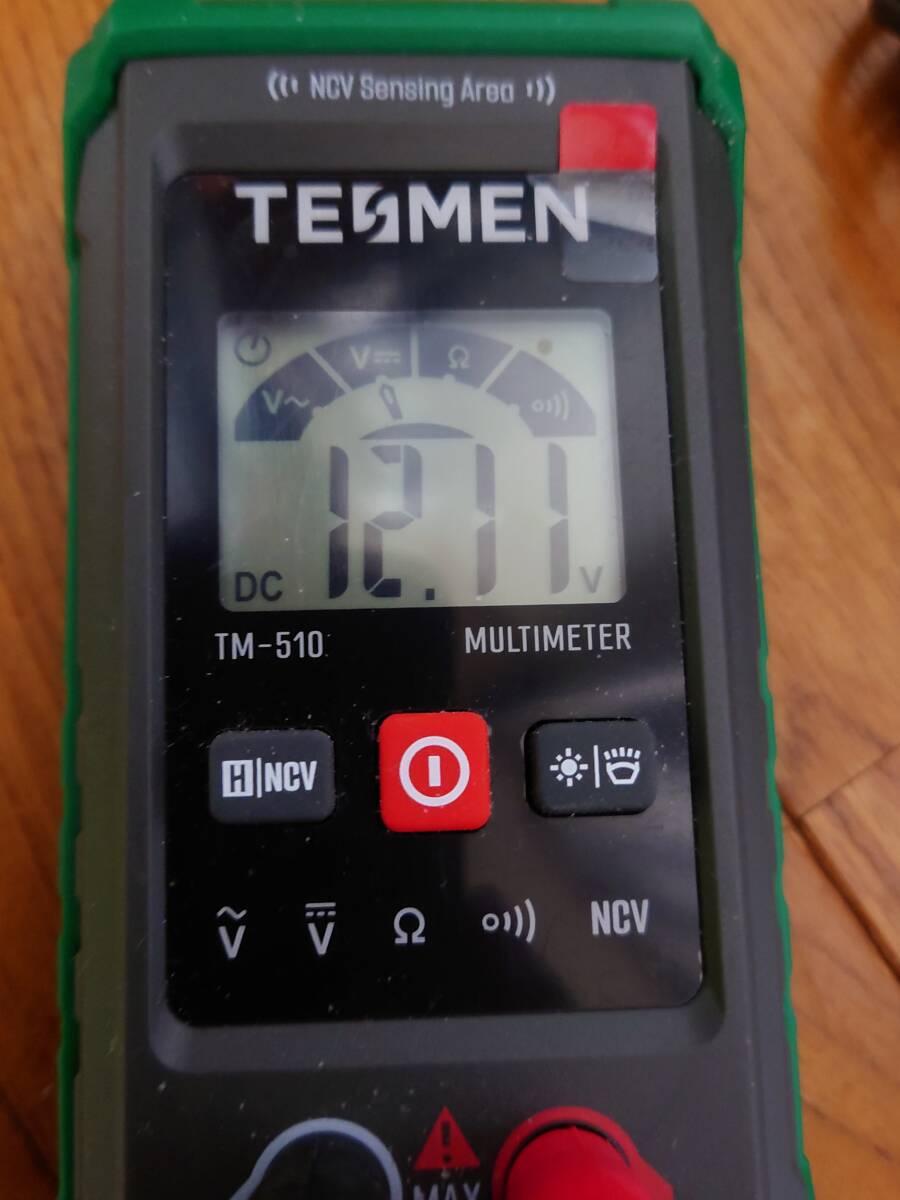 NCV Sensing Area
TESMEN
V~ V⎓ Ω
DC 12.11 V
TM-510 MULTIMETER
H|NCV
Ṽ V Ω NCV
MAX